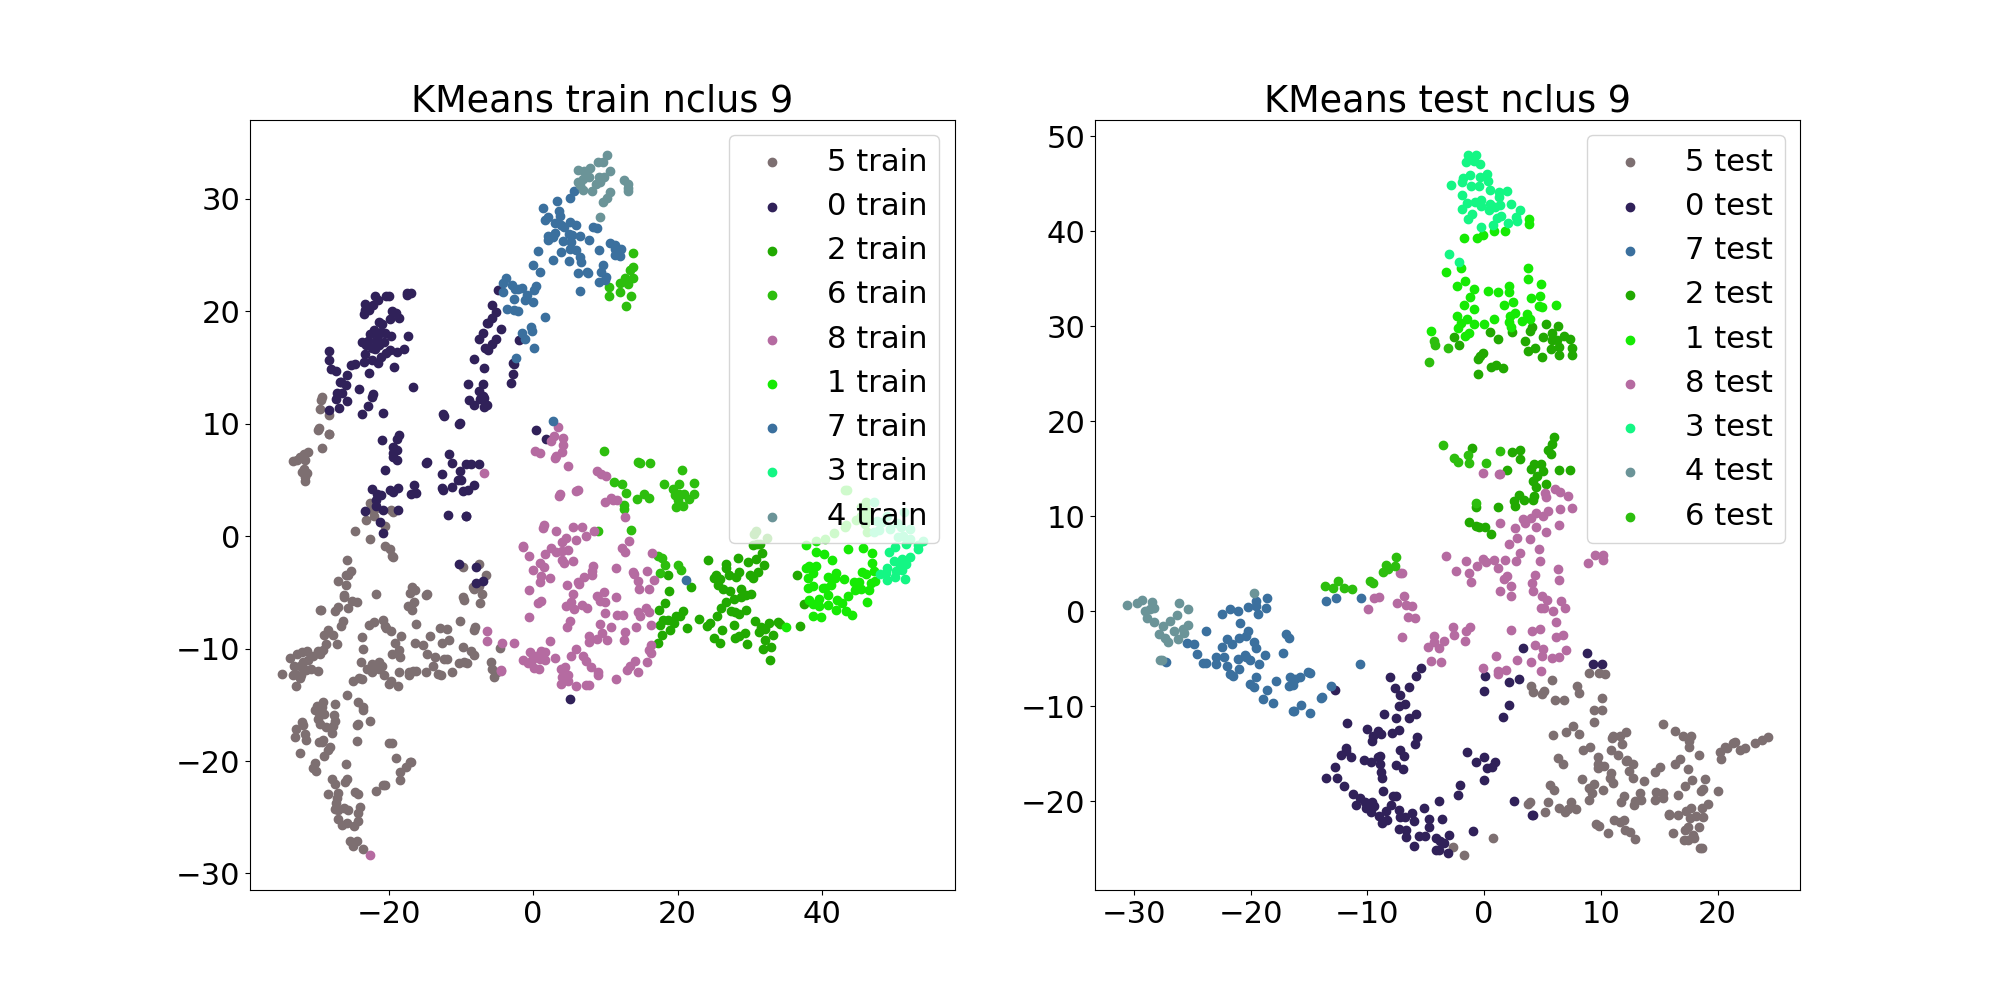 KMeans train nclus 9
30
20
10
0
−10
−20
−30
−20
0
20
40
5 train
0 train
2 train
6 train
8 train
1 train
7 train
3 train
4 train
KMeans test nclus 9
50
40
30
20
10
0
−10
−20
−30
−20
−10
0
10
20
5 test
0 test
7 test
2 test
1 test
8 test
3 test
4 test
6 test